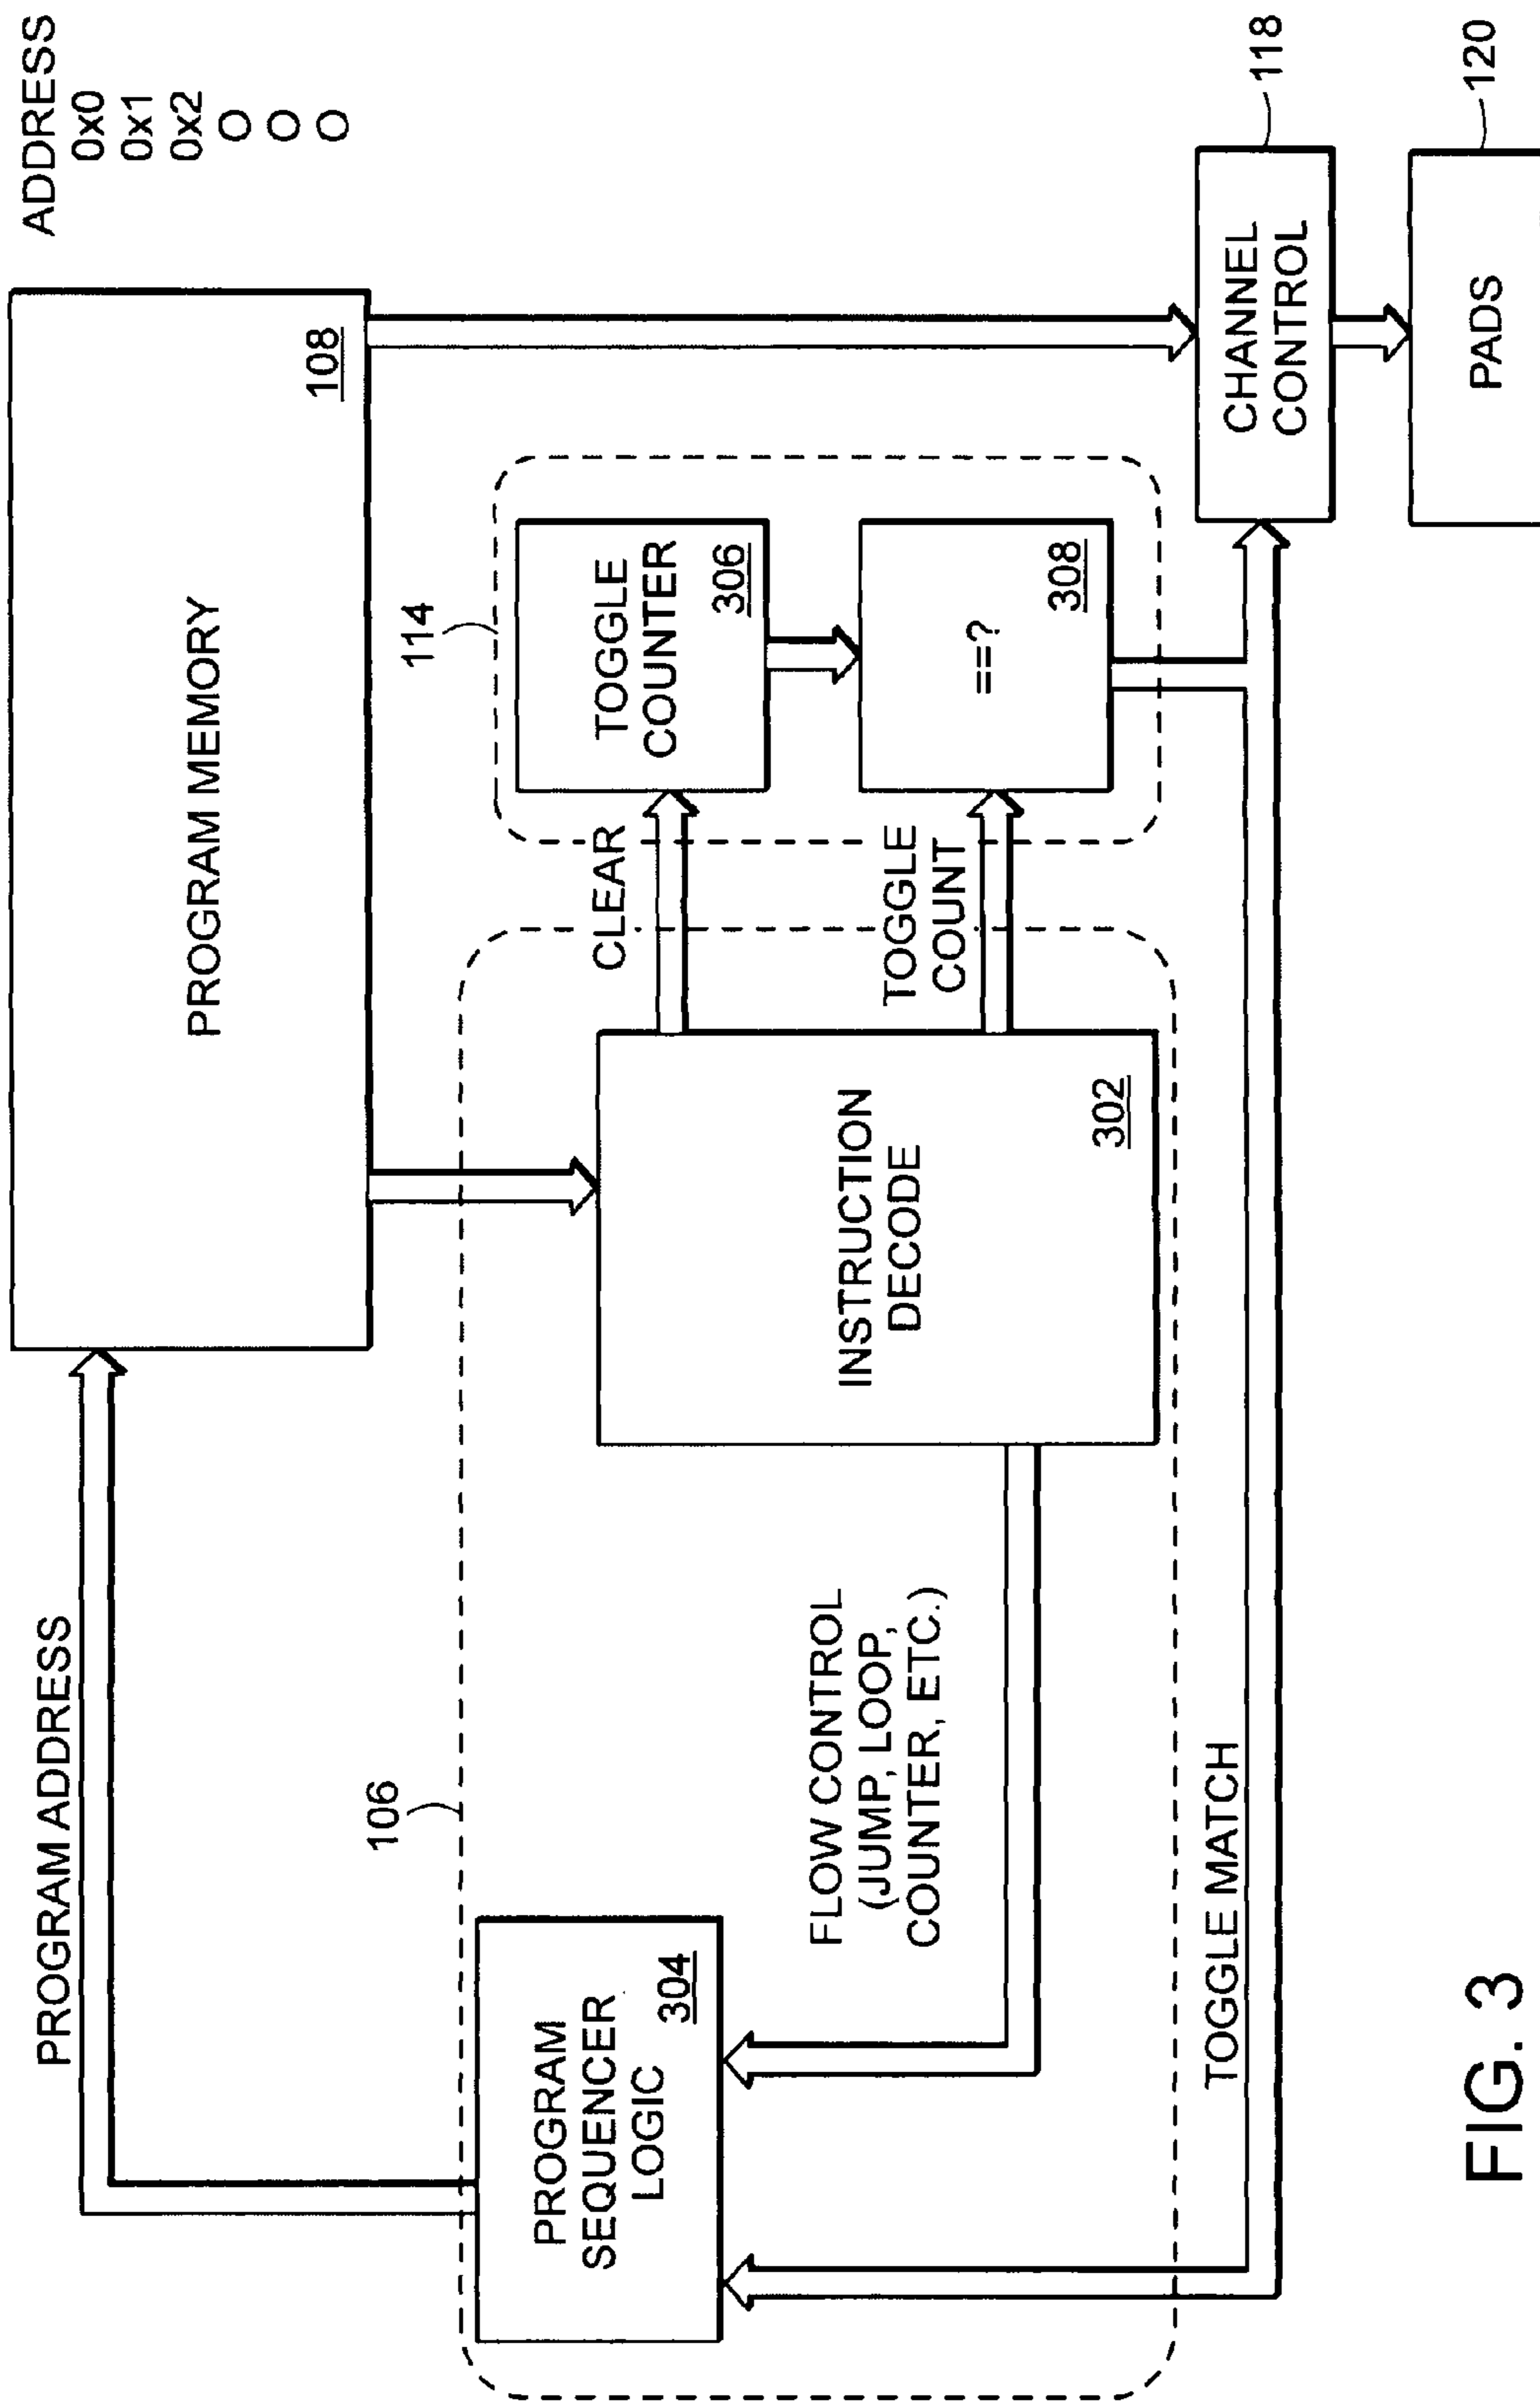 PROGRAM ADDRESS
PROGRAM MEMORY
108
ADDRESS
0x0
0x1
0x2
O
O
O
106
PROGRAM
SEQUENCER
LOGIC
304
FLOW CONTROL
(JUMP, LOOP,
COUNTER, ETC.)
INSTRUCTION
DECODE
302
CLEAR
TOGGLE
COUNT
114
TOGGLE
COUNTER
306
==?
308
TOGGLE MATCH
CHANNEL
CONTROL
118
PADS
120
FIG. 3